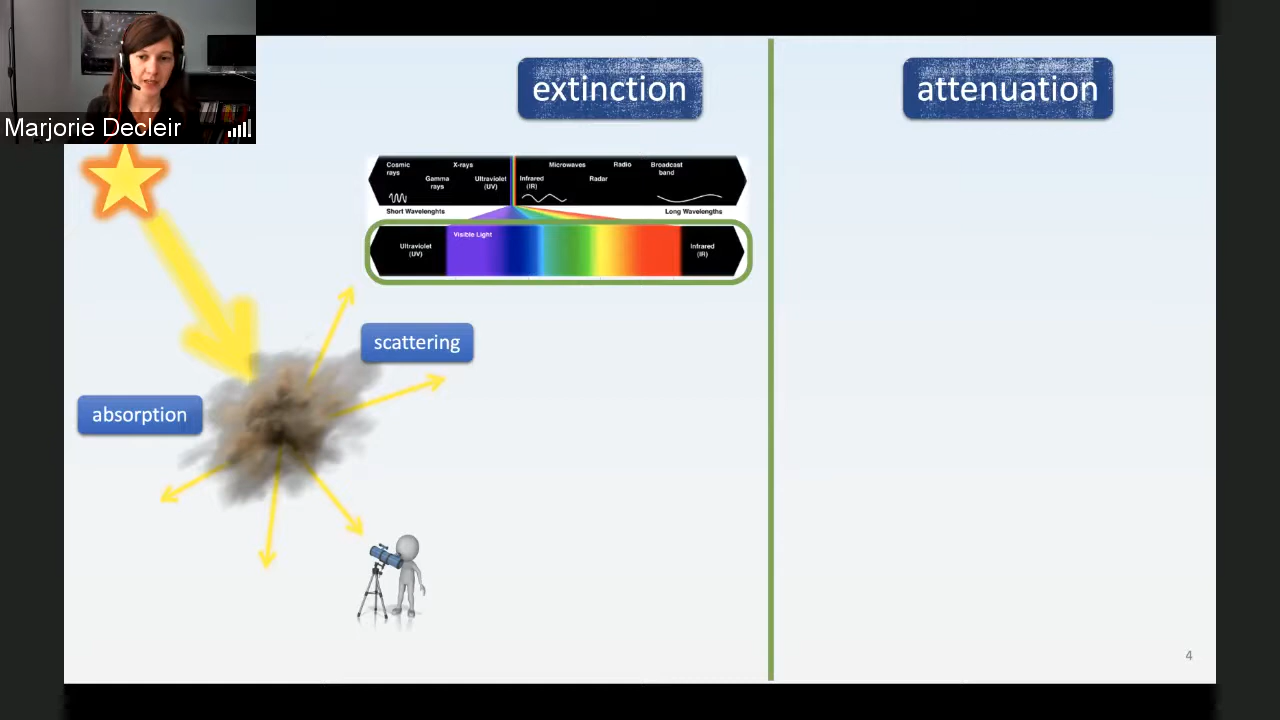 Marjorie Decleir
extinction
attenuation
Cosmic
rays
X-rays
Gamma
rays
Ultraviolet
(UV)
Infrared
(IR)
Microwaves
Radar
Radio
Broadcast
band
Short Wavelenghts
Long Wavelengths
Ultraviolet
(UV)
Visible Light
Infrared
(IR)
scattering
absorption
4